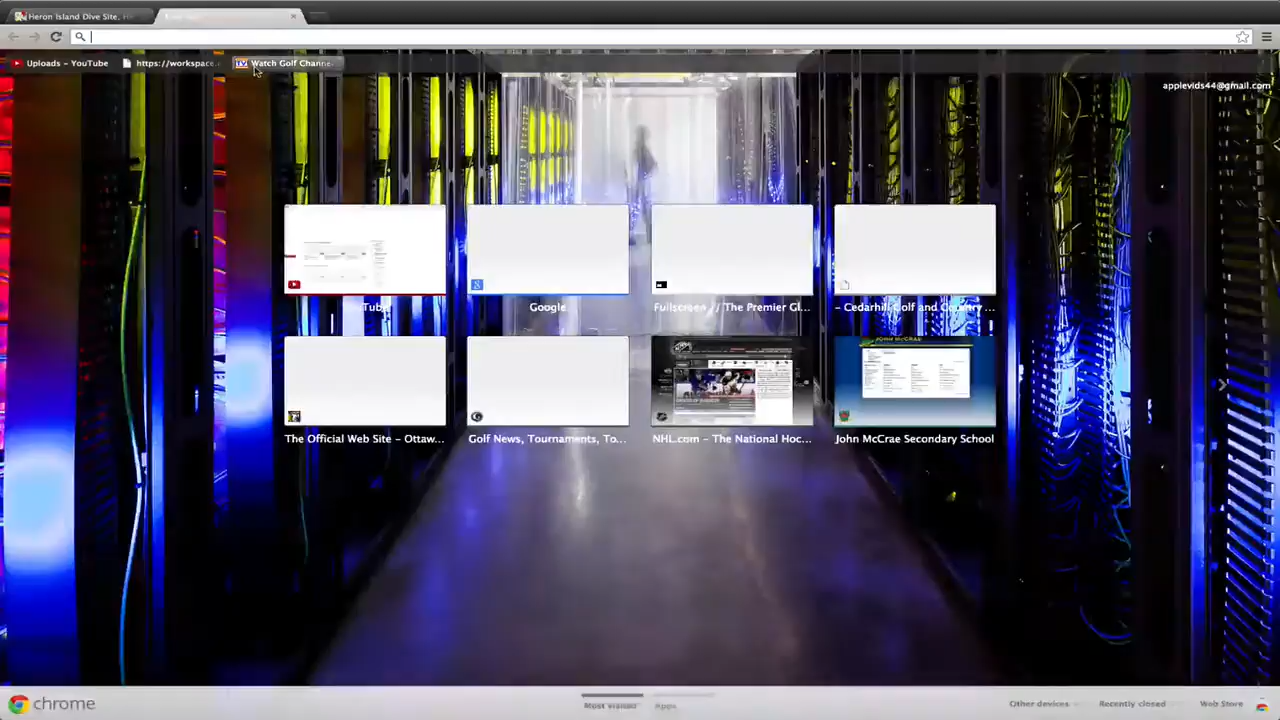 Heron Island Dive Site, H
Uploads – YouTube
https://workspace.
Watch Golf Channe
applevids44@gmail.com
Google
Fullscreen // The Premier Gl...
– Cedarhill Golf and Country ...
The Official Web Site – Ottaw...
Golf News, Tournaments, To...
NHL.com – The National Hoc...
John McCrae Secondary School
chrome
Most visited
Apps
Other devices
Recently closed
Web Store